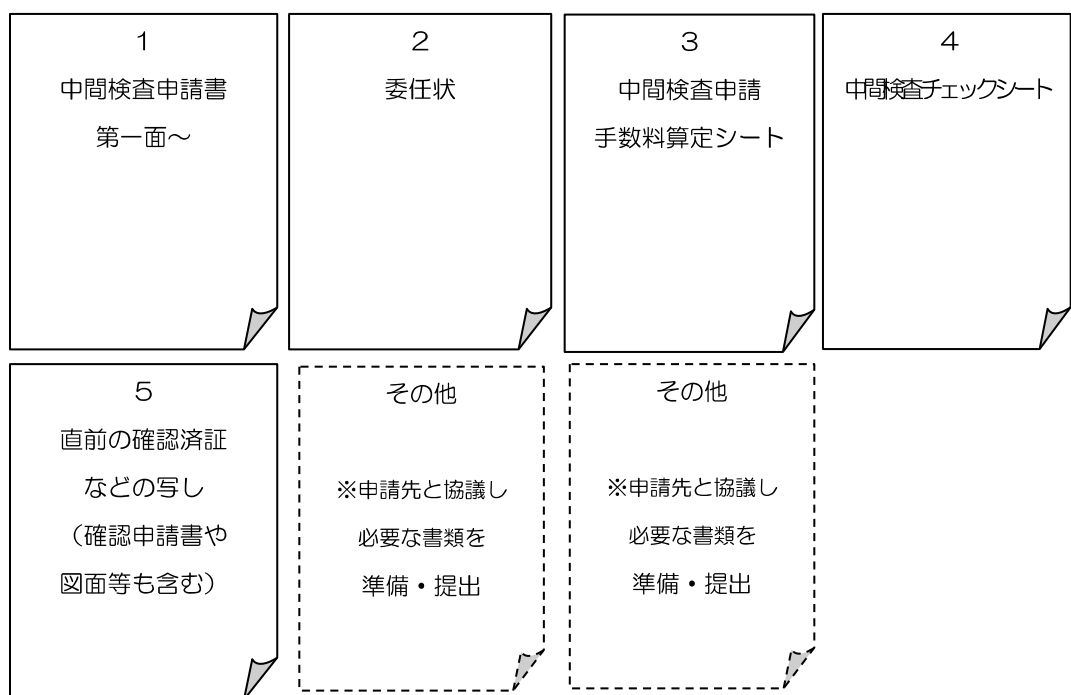 1
中間検査申請書
第一面～
2
委任状
3
中間検査申請
手数料算定シート
4
中間検査チェックシート
5
直前の確認済証
などの写し
（確認申請書や
図面等も含む）
その他
※申請先と協議し
必要な書類を
準備・提出
その他
※申請先と協議し
必要な書類を
準備・提出